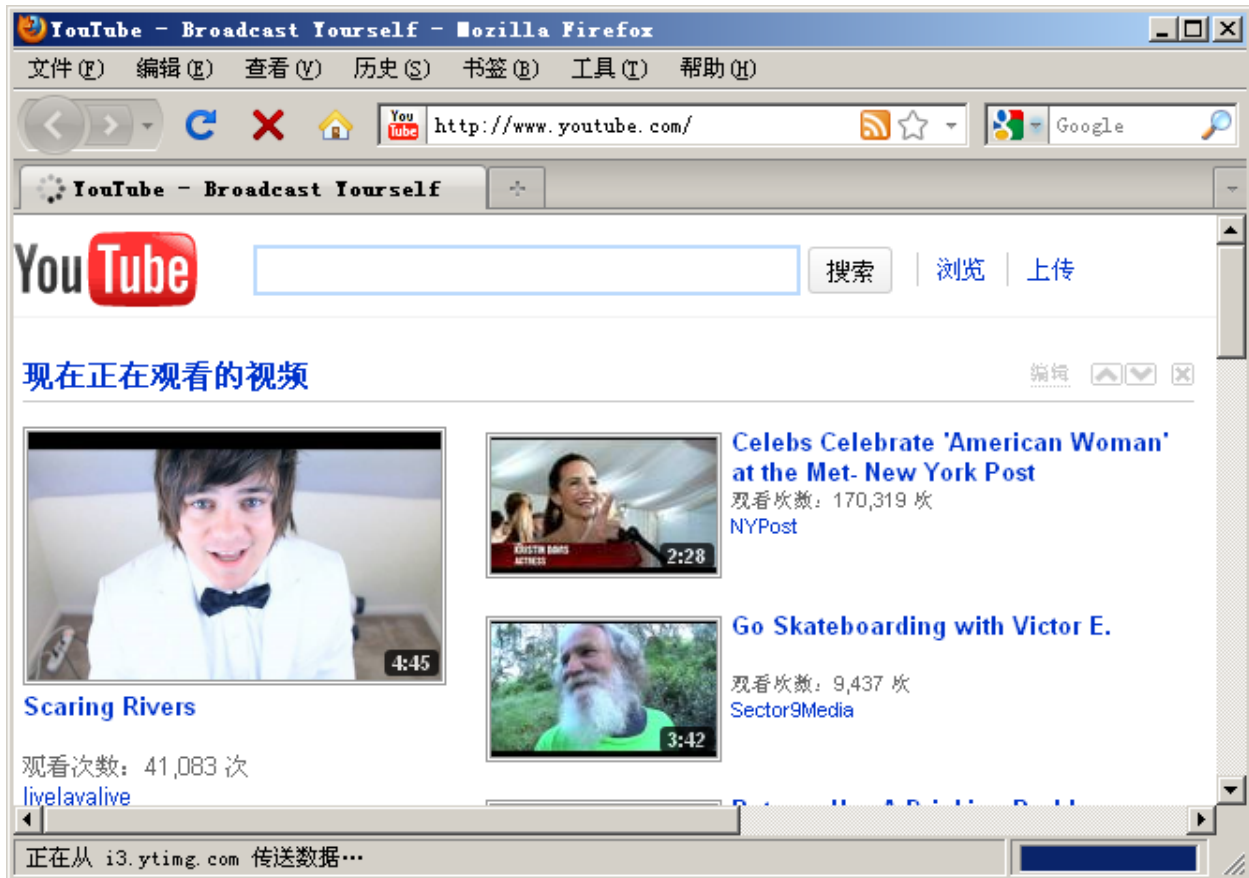 YouTube - Broadcast Yourself - Mozilla Firefox
文件(F) 编辑(E) 查看(V) 历史(S) 书签(B) 工具(T) 帮助(H)
You Tube http://www.youtube.com/ Google
YouTube - Broadcast Yourself
YouTube 搜索 浏览 上传
现在正在观看的视频 编辑
4:45
Scaring Rivers
观看次数：41,083 次
livelavalive
KRISTIN DAVIS
ACTRESS
2:28
Celebs Celebrate 'American Woman'
at the Met- New York Post
观看次数：170,319 次
NYPost
3:42
Go Skateboarding with Victor E.
观看次数：9,437 次
Sector9Media
正在从 i3.ytimg.com 传送数据…